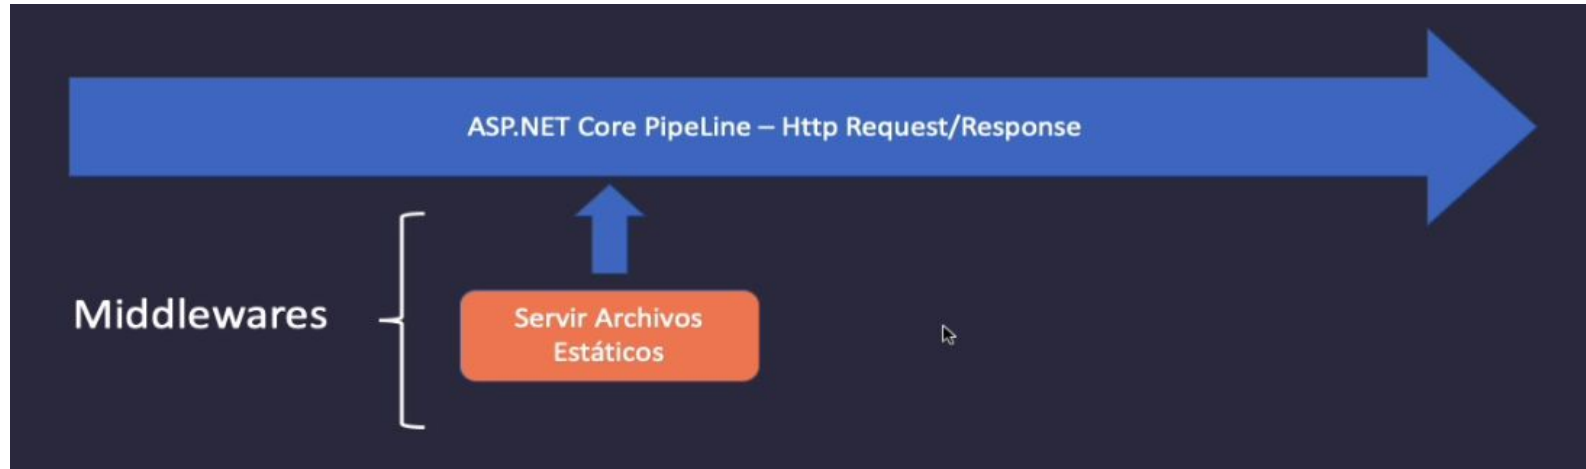 ASP.NET Core PipeLine – Http Request/Response
Middlewares
Servir Archivos
Estáticos